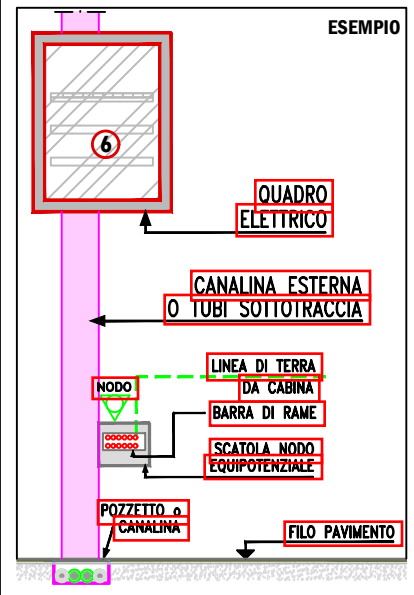 ESEMPIO
6
QUADRO
ELETTRICO
CANALINA ESTERNA
O TUBI SOTTOTRACCIA
LINEA DI TERRA
DA CABINA
NODO
BARRA DI RAME
SCATOLA NODO
EQUIPOTENZIALE
POZZETTO o
CANALINA
FILO PAVIMENTO